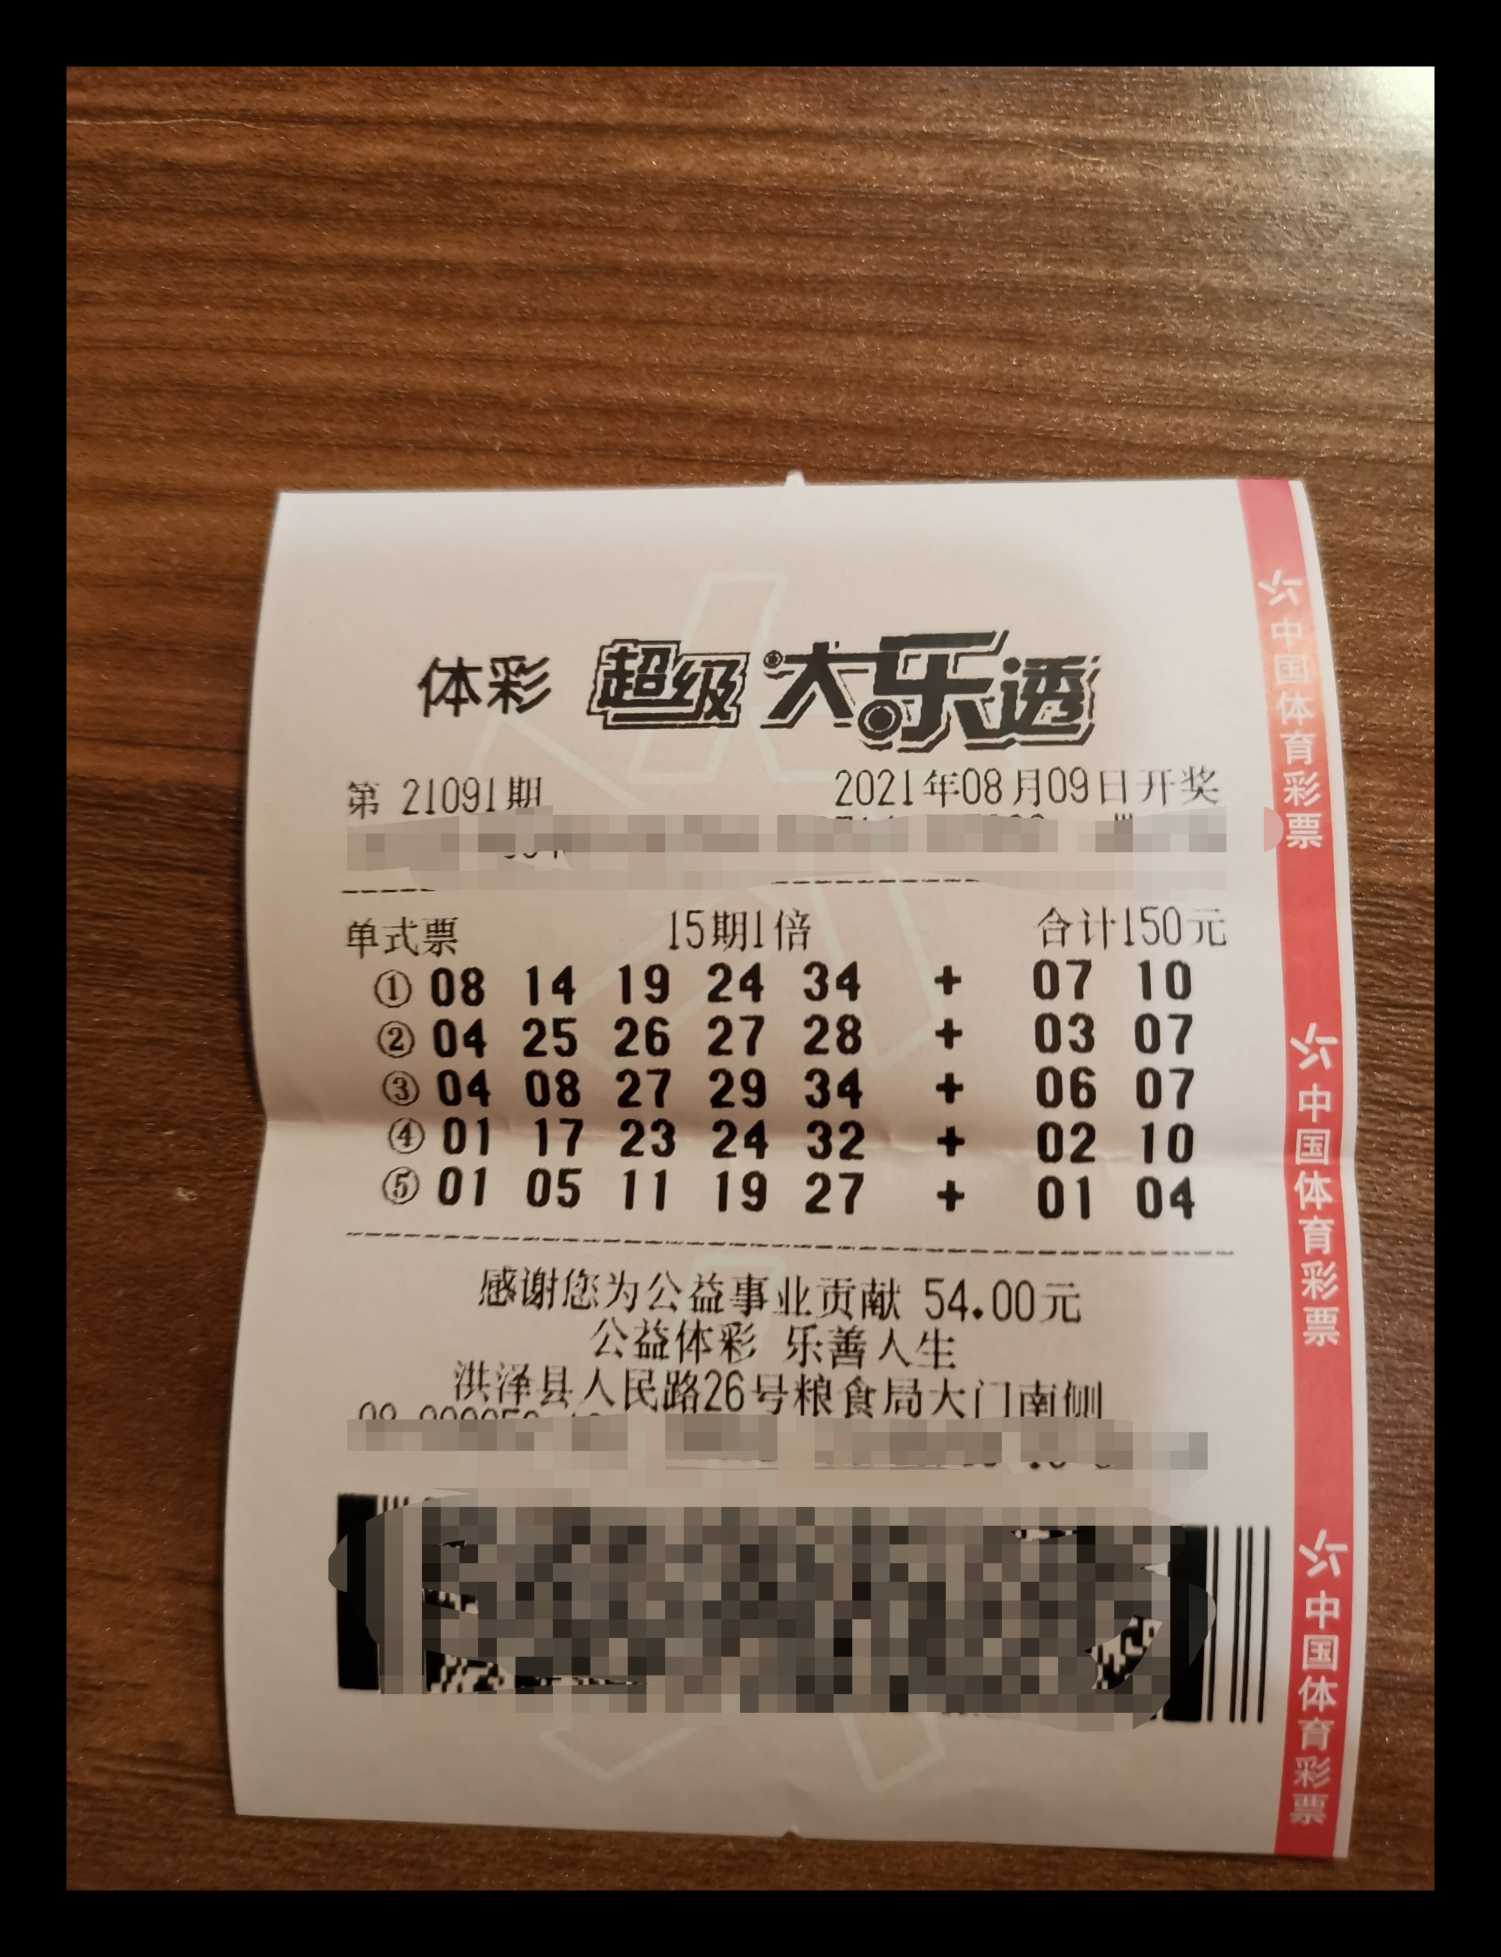 体彩 超级大乐透
第 21091期 2021年08月09日开奖
单式票 15期1倍 合计150元
① 08 14 19 24 34 + 07 10
② 04 25 26 27 28 + 03 07
③ 04 08 27 29 34 + 06 07
④ 01 17 23 24 32 + 02 10
⑤ 01 05 11 19 27 + 01 04
感谢您为公益事业贡献 54.00元
公益体彩 乐善人生
洪泽县人民路26号粮食局大门南侧
中国体育彩票
中国体育彩票
中国体育彩票